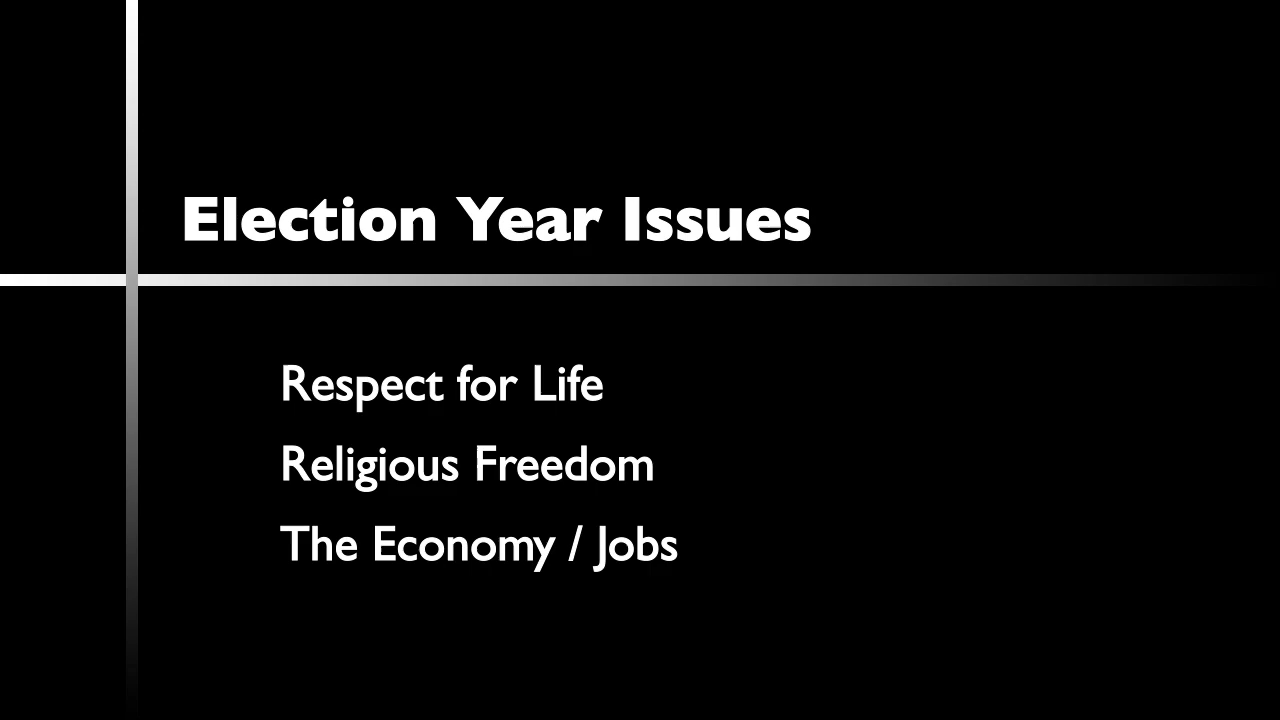 Election Year Issues
Respect for Life
Religious Freedom
The Economy / Jobs